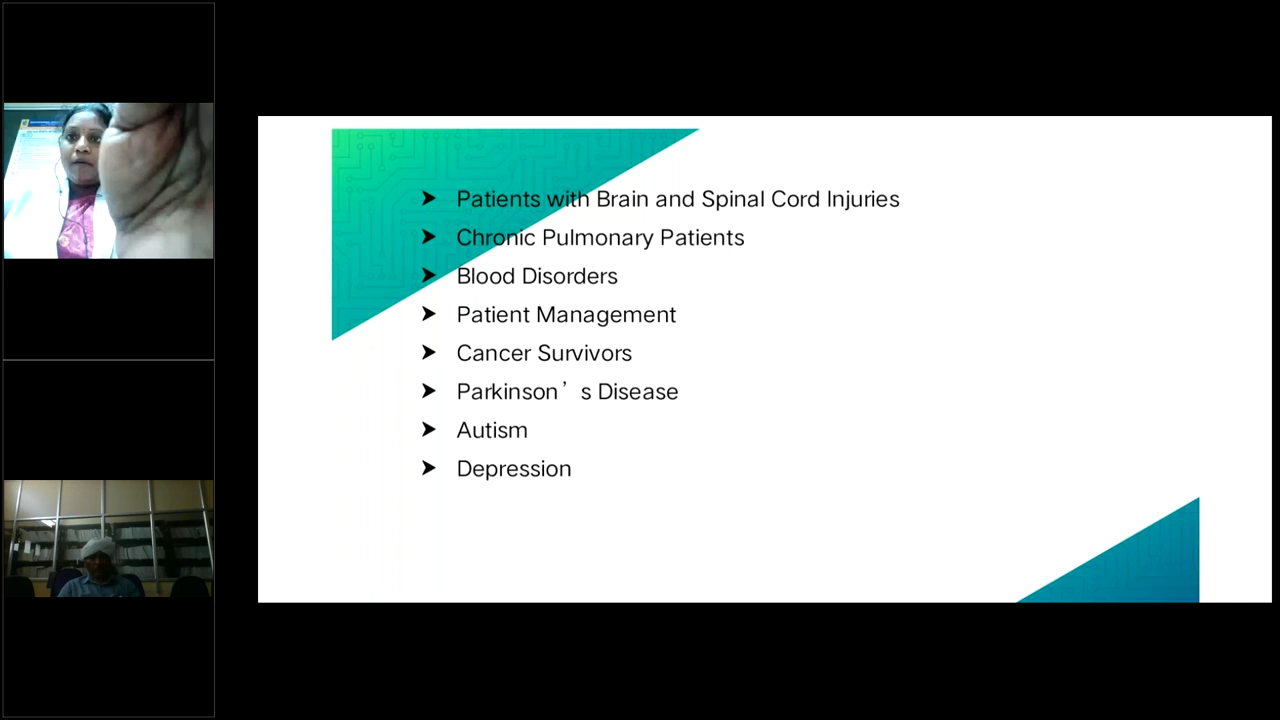 ➤ Patients with Brain and Spinal Cord Injuries
➤ Chronic Pulmonary Patients
➤ Blood Disorders
➤ Patient Management
➤ Cancer Survivors
➤ Parkinson’s Disease
➤ Autism
➤ Depression